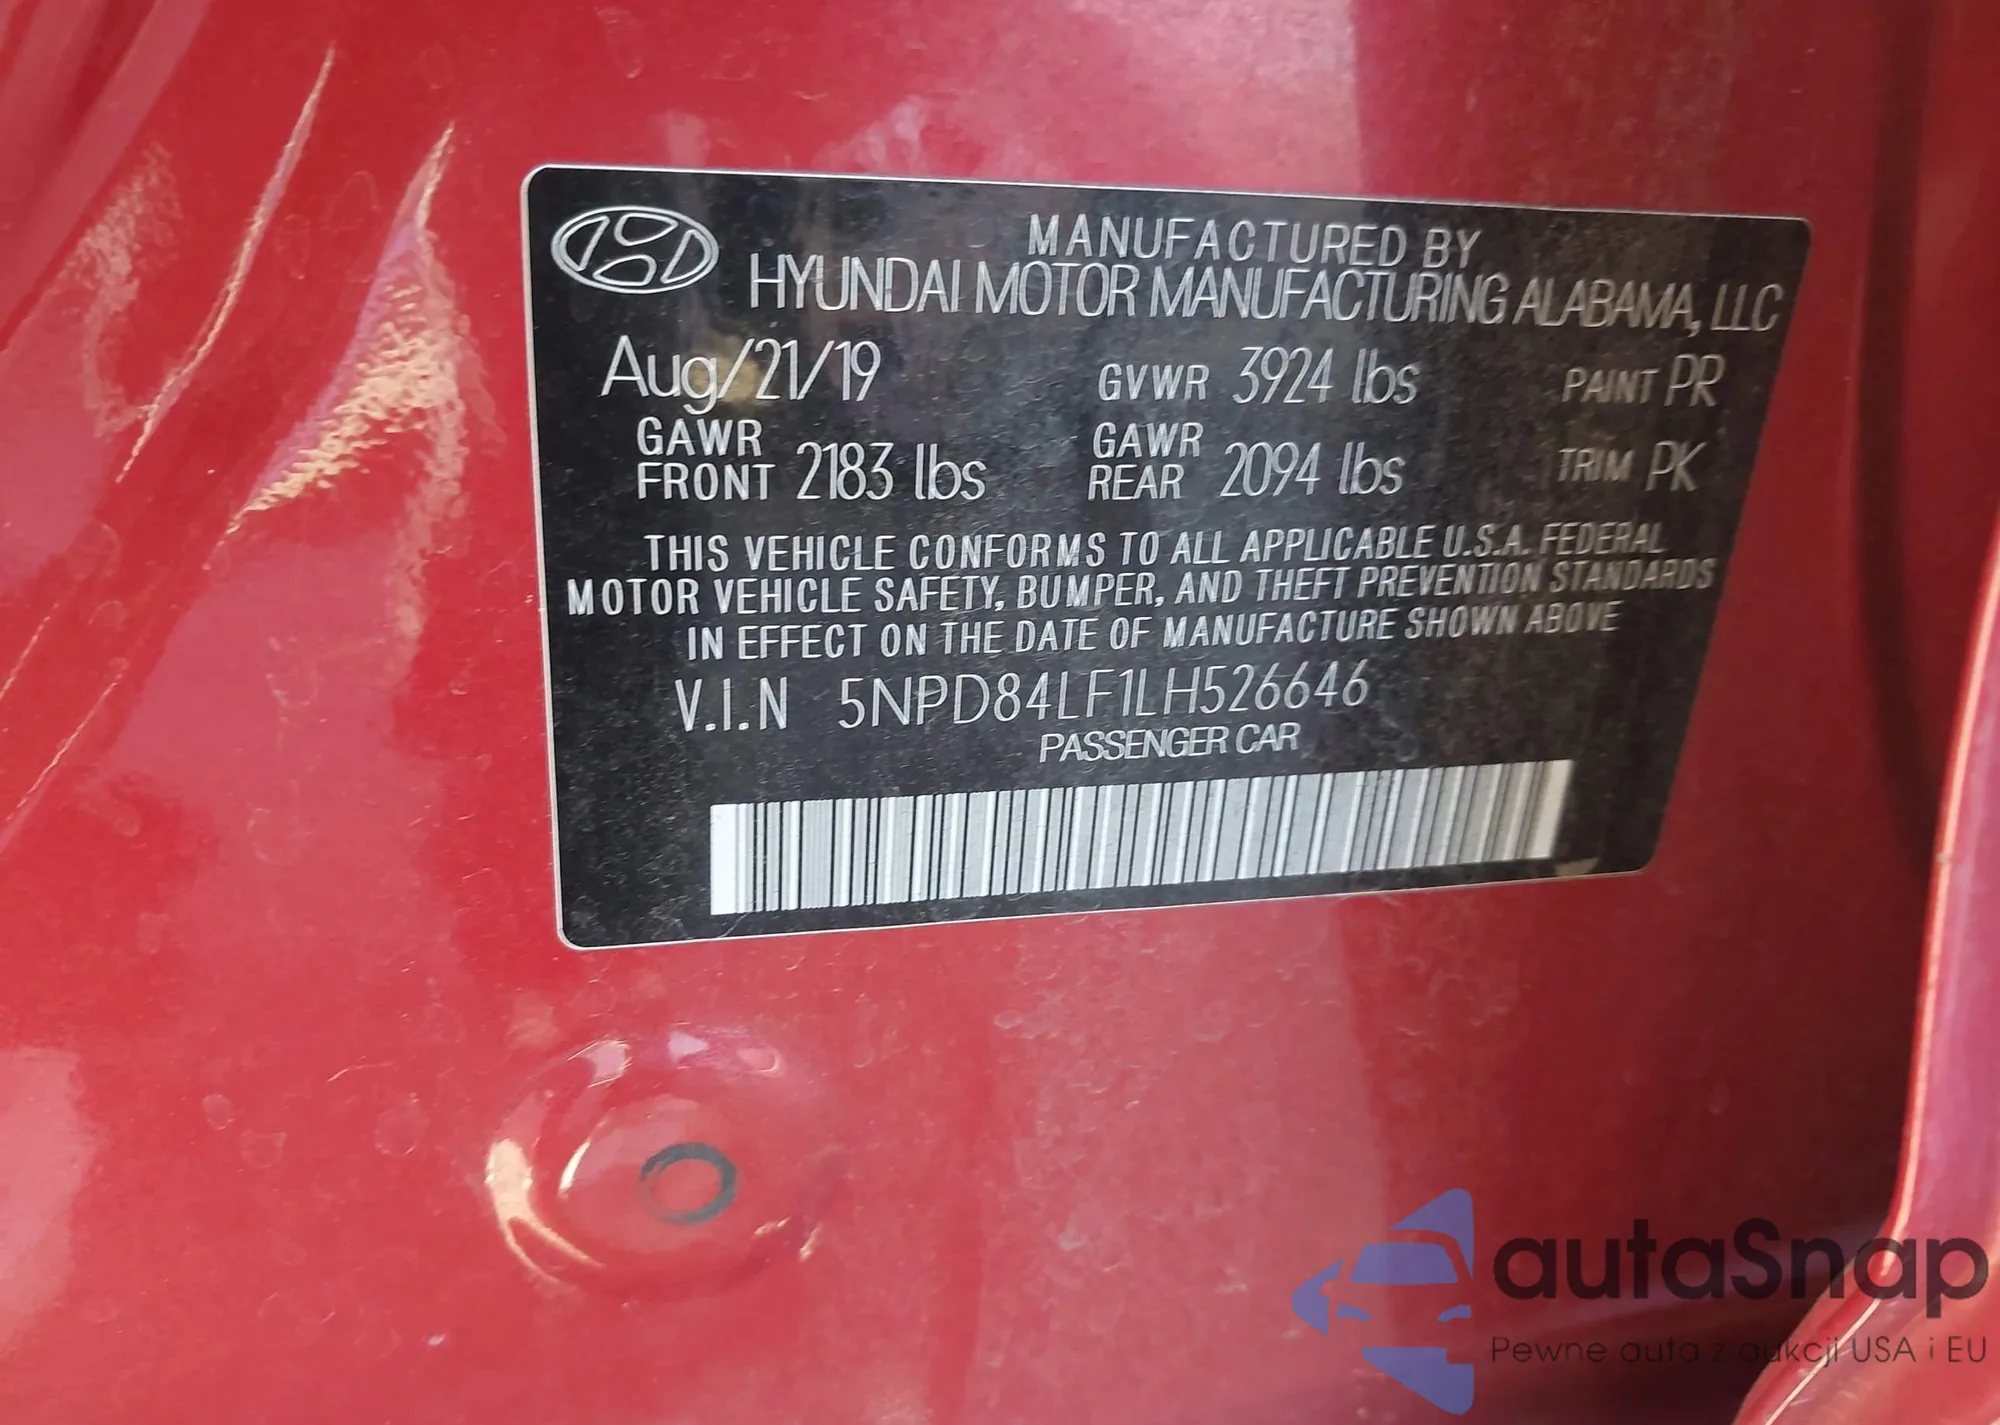 MANUFACTURED BY
HYUNDAI MOTOR MANUFACTURING ALABAMA, LLC
Aug/21/19 GVWR 3924 lbs PAINT PR
GAWR FRONT 2183 lbs GAWR REAR 2094 lbs TRIM PK
THIS VEHICLE CONFORMS TO ALL APPLICABLE U.S.A. FEDERAL
MOTOR VEHICLE SAFETY, BUMPER, AND THEFT PREVENTION STANDARDS
IN EFFECT ON THE DATE OF MANUFACTURE SHOWN ABOVE
V.I.N 5NPD84LF1LH526646
PASSENGER CAR
autaSnap
Pewne auta z aukcji USA i EU